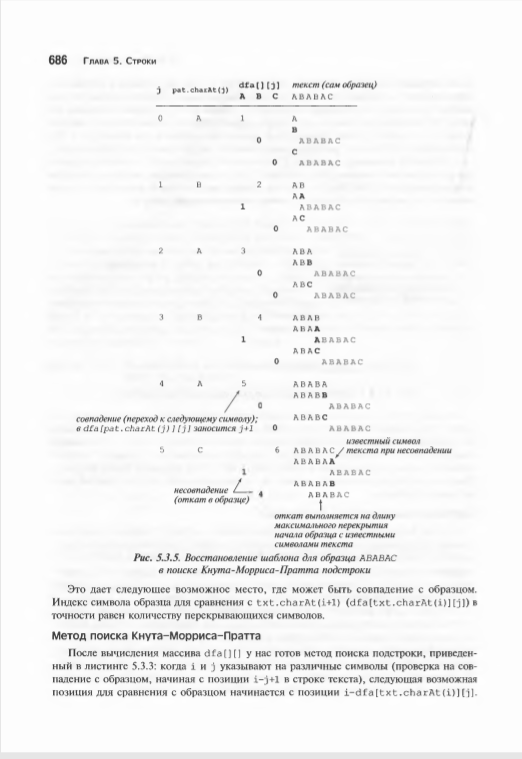 686 Глава 5. Строки
j pat.charAt(j) dfa[][j] текст (сам образец)
A B C ABABAC
0 A 1 A
B
0 ABABAC
C
0 ABABAC
1 B 2 AB
AA
1 ABABAC
AC
0 ABABAC
2 A 3 ABA
ABB
0 ABABAC
ABC
0 ABABAC
3 B 4 ABAB
ABAA
1 ABABAC
ABAC
0 ABABAC
4 A 5 ABABA
ABABB
0 ABABAC
совпадение (переход к следующему символу); ABABC
в dfa[pat.charAt(j)][j] заносится j+1 0 ABABAC
известный символ
5 C 6 ABABAC текста при несовпадении
ABABAA
1 ABABAC
несовпадение ABABAB
(откат в образце) 4 ABABAC
откат выполняется на длину
максимального перекрытия
начала образца с известными
символами текста
Рис. 5.3.5. Восстановление шаблона для образца ABABAC
в поиске Кнута-Морриса-Пратта подстроки
Это дает следующее возможное место, где может быть совпадение с образцом.
Индекс символа образца для сравнения с txt.charAt(i+1) (dfa[txt.charAt(i)][j]) в
точности равен количеству перекрывающихся символов.
Метод поиска Кнута-Морриса-Пратта
После вычисления массива dfa[][] у нас готов метод поиска подстроки, приведен-
ный в листинге 5.3.3: когда i и j указывают на различные символы (проверка на сов-
падение с образцом, начиная с позиции i-j+1 в строке текста), следующая возможная
позиция для сравнения с образцом начинается с позиции i-dfa[txt.charAt(i)][j].